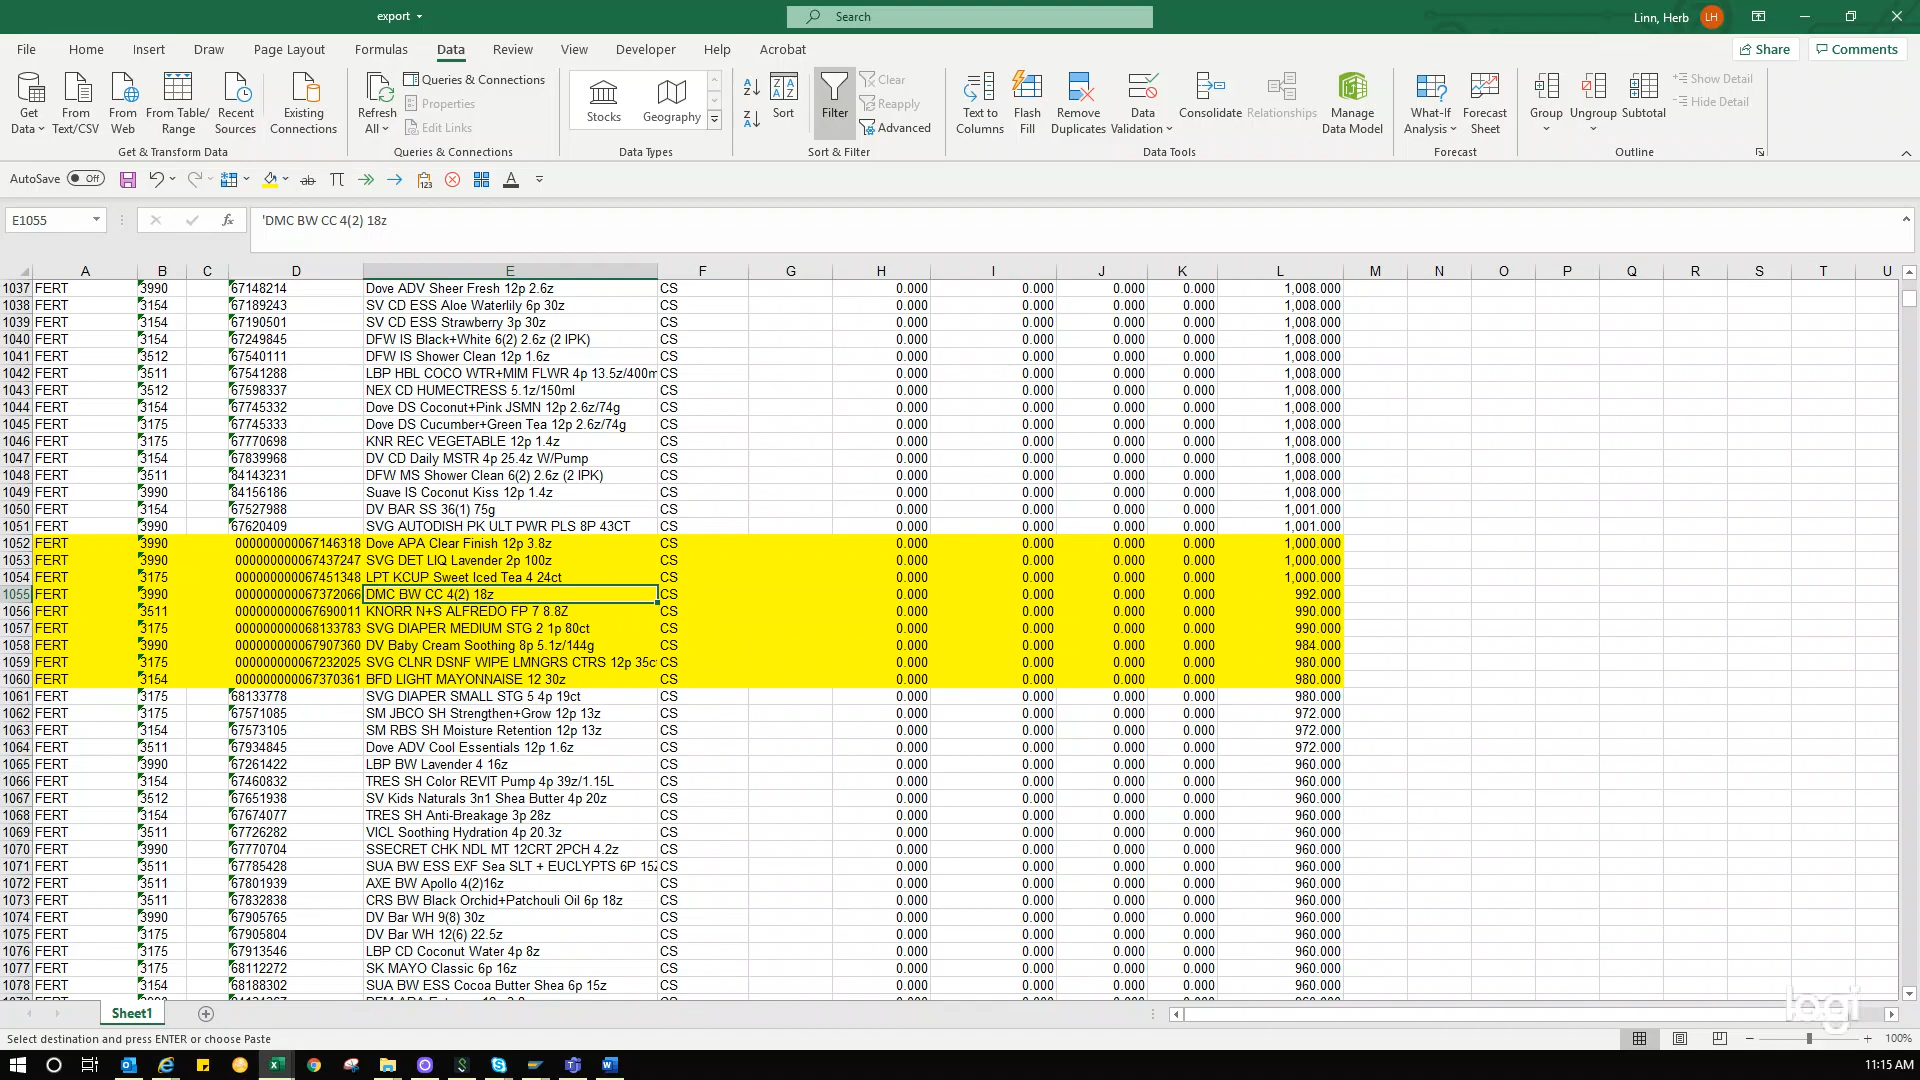 export
Search
Linn, Herb LH
File Home Insert Draw Page Layout Formulas Data Review View Developer Help Acrobat Share Comments
Get Data From Text/CSV From Web From Table/Range Recent Sources Existing Connections Refresh All Queries & Connections Properties Edit Links Stocks Geography Sort Filter Clear Reapply Advanced Text to Columns Flash Fill Remove Duplicates Data Validation Consolidate Relationships Manage Data Model What-If Analysis Forecast Sheet Group Ungroup Subtotal Show Detail Hide Detail
Get & Transform Data Queries & Connections Data Types Sort & Filter Data Tools Forecast Outline
AutoSave Off
E1055 fx 'DMC BW CC 4(2) 18z
A B C D E F G H I J K L M N O P Q R S T U
1037 FERT 3990 67148214 Dove ADV Sheer Fresh 12p 2.6z CS 0.000 0.000 0.000 0.000 1,008.000
1038 FERT 3154 67189243 SV CD ESS Aloe Waterlily 6p 30z CS 0.000 0.000 0.000 0.000 1,008.000
1039 FERT 3154 67190501 SV CD ESS Strawberry 3p 30z CS 0.000 0.000 0.000 0.000 1,008.000
1040 FERT 3154 67249845 DFW IS Black+White 6(2) 2.6z (2 IPK) CS 0.000 0.000 0.000 0.000 1,008.000
1041 FERT 3512 67540111 DFW IS Shower Clean 12p 1.6z CS 0.000 0.000 0.000 0.000 1,008.000
1042 FERT 3511 67541288 LBP HBL COCO WTR+MIM FLWR 4p 13.5z/400m CS 0.000 0.000 0.000 0.000 1,008.000
1043 FERT 3512 67598337 NEX CD HUMECTRESS 5.1z/150ml CS 0.000 0.000 0.000 0.000 1,008.000
1044 FERT 3154 67745332 Dove DS Coconut+Pink JSMN 12p 2.6z/74g CS 0.000 0.000 0.000 0.000 1,008.000
1045 FERT 3175 67745333 Dove DS Cucumber+Green Tea 12p 2.6z/74g CS 0.000 0.000 0.000 0.000 1,008.000
1046 FERT 3175 67770698 KNR REC VEGETABLE 12p 1.4z CS 0.000 0.000 0.000 0.000 1,008.000
1047 FERT 3154 67839968 DV CD Daily MSTR 4p 25.4z W/Pump CS 0.000 0.000 0.000 0.000 1,008.000
1048 FERT 3511 84143231 DFW MS Shower Clean 6(2) 2.6z (2 IPK) CS 0.000 0.000 0.000 0.000 1,008.000
1049 FERT 3990 84156186 Suave IS Coconut Kiss 12p 1.4z CS 0.000 0.000 0.000 0.000 1,008.000
1050 FERT 3154 67527988 DV BAR SS 36(1) 75g CS 0.000 0.000 0.000 0.000 1,001.000
1051 FERT 3990 67620409 SVG AUTODISH PK ULT PWR PLS 8P 43CT CS 0.000 0.000 0.000 0.000 1,001.000
1052 FERT 3990 000000000067146318 Dove APA Clear Finish 12p 3.8z CS 0.000 0.000 0.000 0.000 1,000.000
1053 FERT 3990 000000000067437247 SVG DET LIQ Lavender 2p 100z CS 0.000 0.000 0.000 0.000 1,000.000
1054 FERT 3175 000000000067451348 LPT KCUP Sweet Iced Tea 4 24ct CS 0.000 0.000 0.000 0.000 1,000.000
1055 FERT 3990 000000000067372066 DMC BW CC 4(2) 18z CS 0.000 0.000 0.000 0.000 992.000
1056 FERT 3511 000000000067690011 KNORR N+S ALFREDO FP 7 8.8Z CS 0.000 0.000 0.000 0.000 990.000
1057 FERT 3175 000000000068133783 SVG DIAPER MEDIUM STG 2 1p 80ct CS 0.000 0.000 0.000 0.000 990.000
1058 FERT 3990 000000000067907360 DV Baby Cream Soothing 8p 5.1z/144g CS 0.000 0.000 0.000 0.000 984.000
1059 FERT 3175 000000000067232025 SVG CLNR DSNF WIPE LMNGRS CTRS 12p 35c CS 0.000 0.000 0.000 0.000 980.000
1060 FERT 3154 000000000067370361 BFD LIGHT MAYONNAISE 12 30z CS 0.000 0.000 0.000 0.000 980.000
1061 FERT 3175 68133778 SVG DIAPER SMALL STG 5 4p 19ct CS 0.000 0.000 0.000 0.000 980.000
1062 FERT 3175 67571085 SM JBCO SH Strengthen+Grow 12p 13z CS 0.000 0.000 0.000 0.000 972.000
1063 FERT 3154 67573105 SM RBS SH Moisture Retention 12p 13z CS 0.000 0.000 0.000 0.000 972.000
1064 FERT 3511 67934845 Dove ADV Cool Essentials 12p 1.6z CS 0.000 0.000 0.000 0.000 972.000
1065 FERT 3990 67261422 LBP BW Lavender 4 16z CS 0.000 0.000 0.000 0.000 960.000
1066 FERT 3154 67460832 TRES SH Color REVIT Pump 4p 39z/1.15L CS 0.000 0.000 0.000 0.000 960.000
1067 FERT 3512 67651938 SV Kids Naturals 3n1 Shea Butter 4p 20z CS 0.000 0.000 0.000 0.000 960.000
1068 FERT 3154 67674077 TRES SH Anti-Breakage 3p 28z CS 0.000 0.000 0.000 0.000 960.000
1069 FERT 3511 67726282 VICL Soothing Hydration 4p 20.3z CS 0.000 0.000 0.000 0.000 960.000
1070 FERT 3990 67770704 SSECRET CHK NDL MT 12CRT 2PCH 4.2z CS 0.000 0.000 0.000 0.000 960.000
1071 FERT 3511 67785428 SUA BW ESS EXF Sea SLT + EUCLYPTS 6P 15Z CS 0.000 0.000 0.000 0.000 960.000
1072 FERT 3511 67801939 AXE BW Apollo 4(2)16z CS 0.000 0.000 0.000 0.000 960.000
1073 FERT 3511 67832838 CRS BW Black Orchid+Patchouli Oil 6p 18z CS 0.000 0.000 0.000 0.000 960.000
1074 FERT 3990 67905765 DV Bar WH 9(8) 30z CS 0.000 0.000 0.000 0.000 960.000
1075 FERT 3175 67905804 DV Bar WH 12(6) 22.5z CS 0.000 0.000 0.000 0.000 960.000
1076 FERT 3175 67913546 LBP CD Coconut Water 4p 8z CS 0.000 0.000 0.000 0.000 960.000
1077 FERT 3175 68112272 SK MAYO Classic 6p 16z CS 0.000 0.000 0.000 0.000 960.000
1078 FERT 3154 68188302 SUA BW ESS Cocoa Butter Shea 6p 15z CS 0.000 0.000 0.000 0.000 960.000
Sheet1
logi
Select destination and press ENTER or choose Paste 100%
11:15 AM